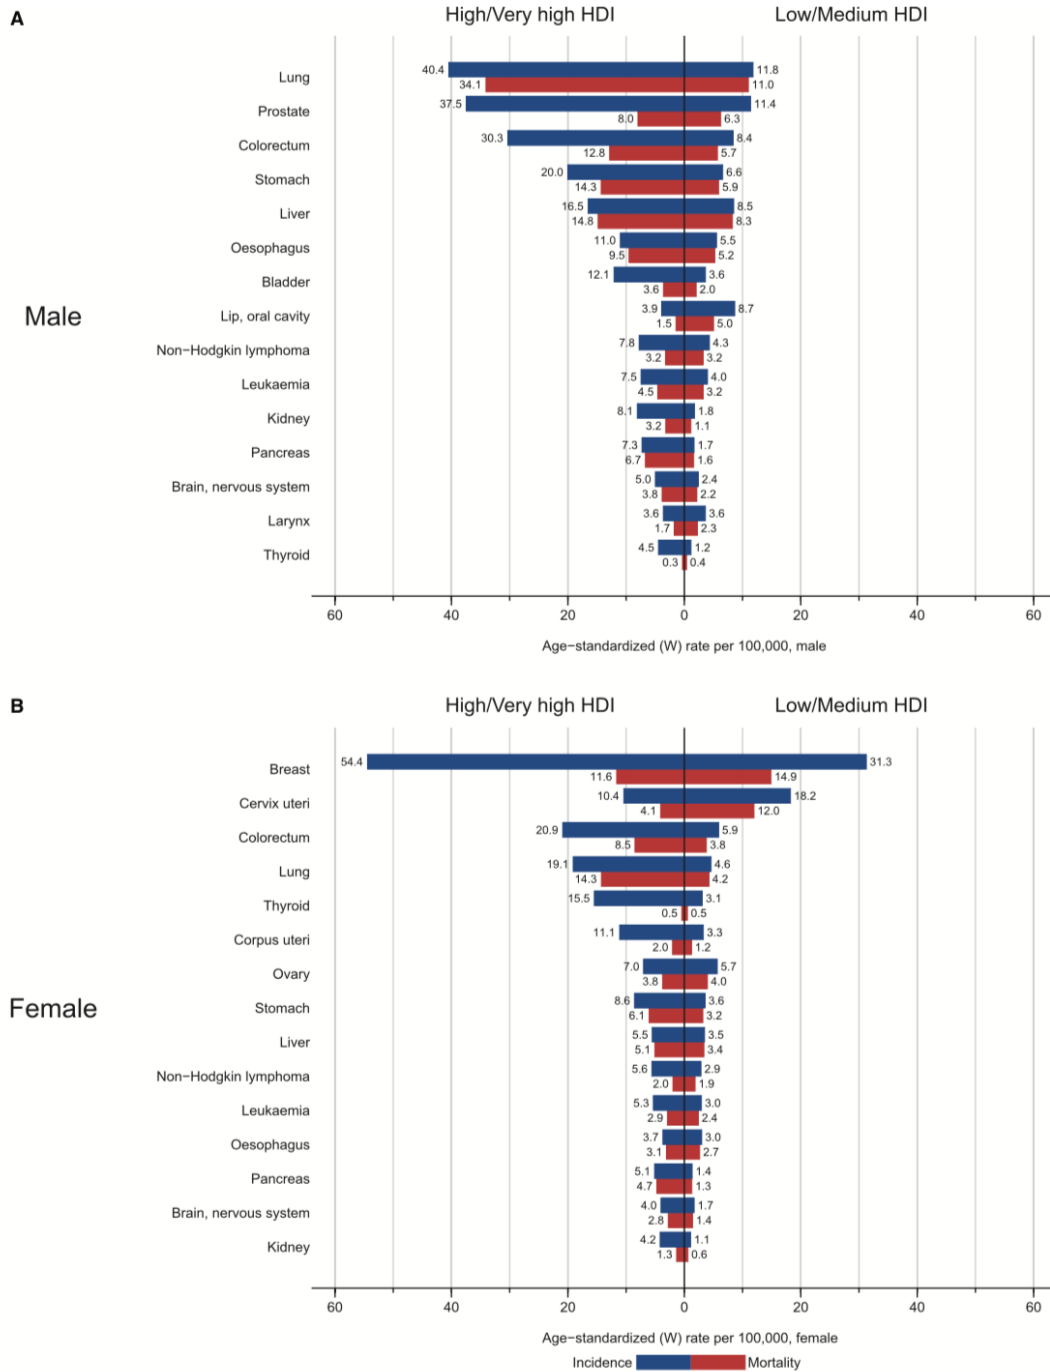 A
High/Very high HDI Low/Medium HDI
Male
Lung 40.4 11.8
34.1 11.0
Prostate 37.5 11.4
8.0 6.3
Colorectum 30.3 8.4
12.8 5.7
Stomach 20.0 6.6
14.3 5.9
Liver 16.5 8.5
14.8 8.3
Oesophagus 11.0 5.5
9.5 5.2
Bladder 12.1 3.6
3.6 2.0
Lip, oral cavity 3.9 8.7
1.5 5.0
Non−Hodgkin lymphoma 7.8 4.3
3.2 3.2
Leukaemia 7.5 4.0
4.5 3.2
Kidney 8.1 1.8
3.2 1.1
Pancreas 7.3 1.7
6.7 1.6
Brain, nervous system 5.0 2.4
3.8 2.2
Larynx 3.6 3.6
1.7 2.3
Thyroid 4.5 1.2
0.3 0.4
60 40 20 0 20 40 60
Age−standardized (W) rate per 100,000, male
B
High/Very high HDI Low/Medium HDI
Female
Breast 54.4 31.3
11.6 14.9
Cervix uteri 10.4 18.2
4.1 12.0
Colorectum 20.9 5.9
8.5 3.8
Lung 19.1 4.6
14.3 4.2
Thyroid 15.5 3.1
0.5 0.5
Corpus uteri 11.1 3.3
2.0 1.2
Ovary 7.0 5.7
3.8 4.0
Stomach 8.6 3.6
6.1 3.2
Liver 5.5 3.5
5.1 3.4
Non−Hodgkin lymphoma 5.6 2.9
2.0 1.9
Leukaemia 5.3 3.0
2.9 2.4
Oesophagus 3.7 3.0
3.1 2.7
Pancreas 5.1 1.4
4.7 1.3
Brain, nervous system 4.0 1.7
2.8 1.4
Kidney 4.2 1.1
1.3 0.6
60 40 20 0 20 40 60
Age−standardized (W) rate per 100,000, female
Incidence Mortality